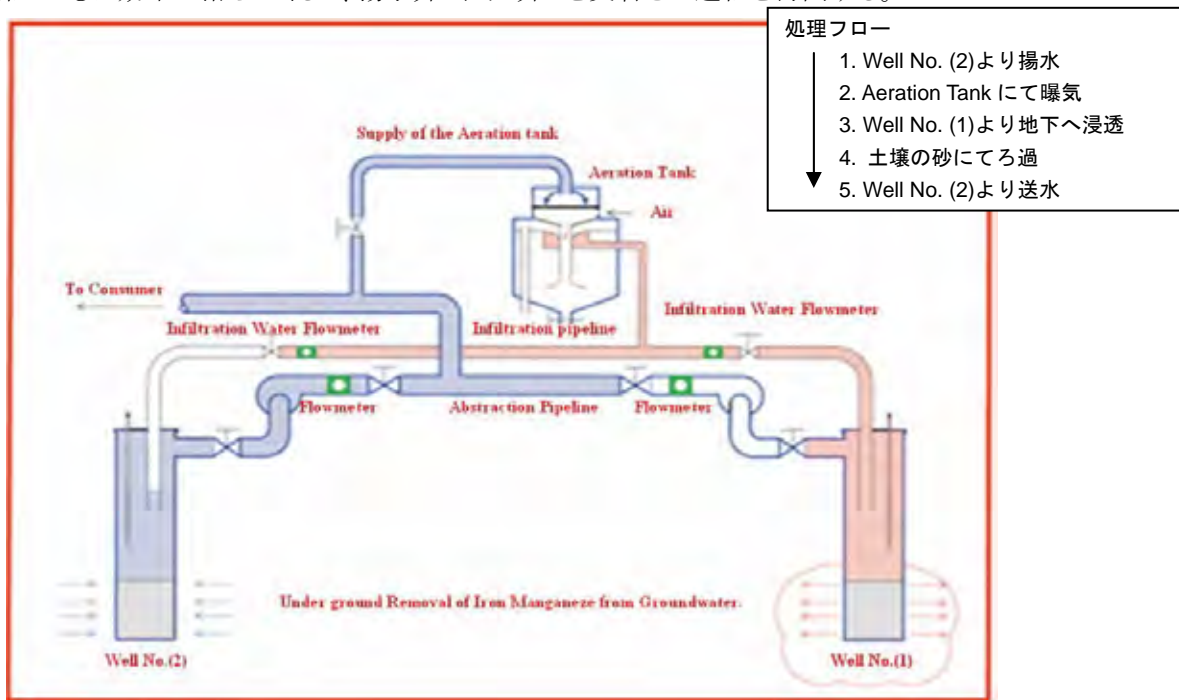 処理フロー
1. Well No. (2)より揚水
2. Aeration Tank にて曝気
3. Well No. (1)より地下へ浸透
4. 土壌の砂にてろ過
5. Well No. (2)より送水
Supply of the Aeration tank
Aeration Tank
Air
To Consumer
Infiltration Water Flowmeter
Infiltration pipeline
Infiltration Water Flowmeter
Flowmeter
Abstraction Pipeline
Flowmeter
Under ground Removal of Iron Manganeze from Groundwater.
Well No.(2)
Well No.(1)